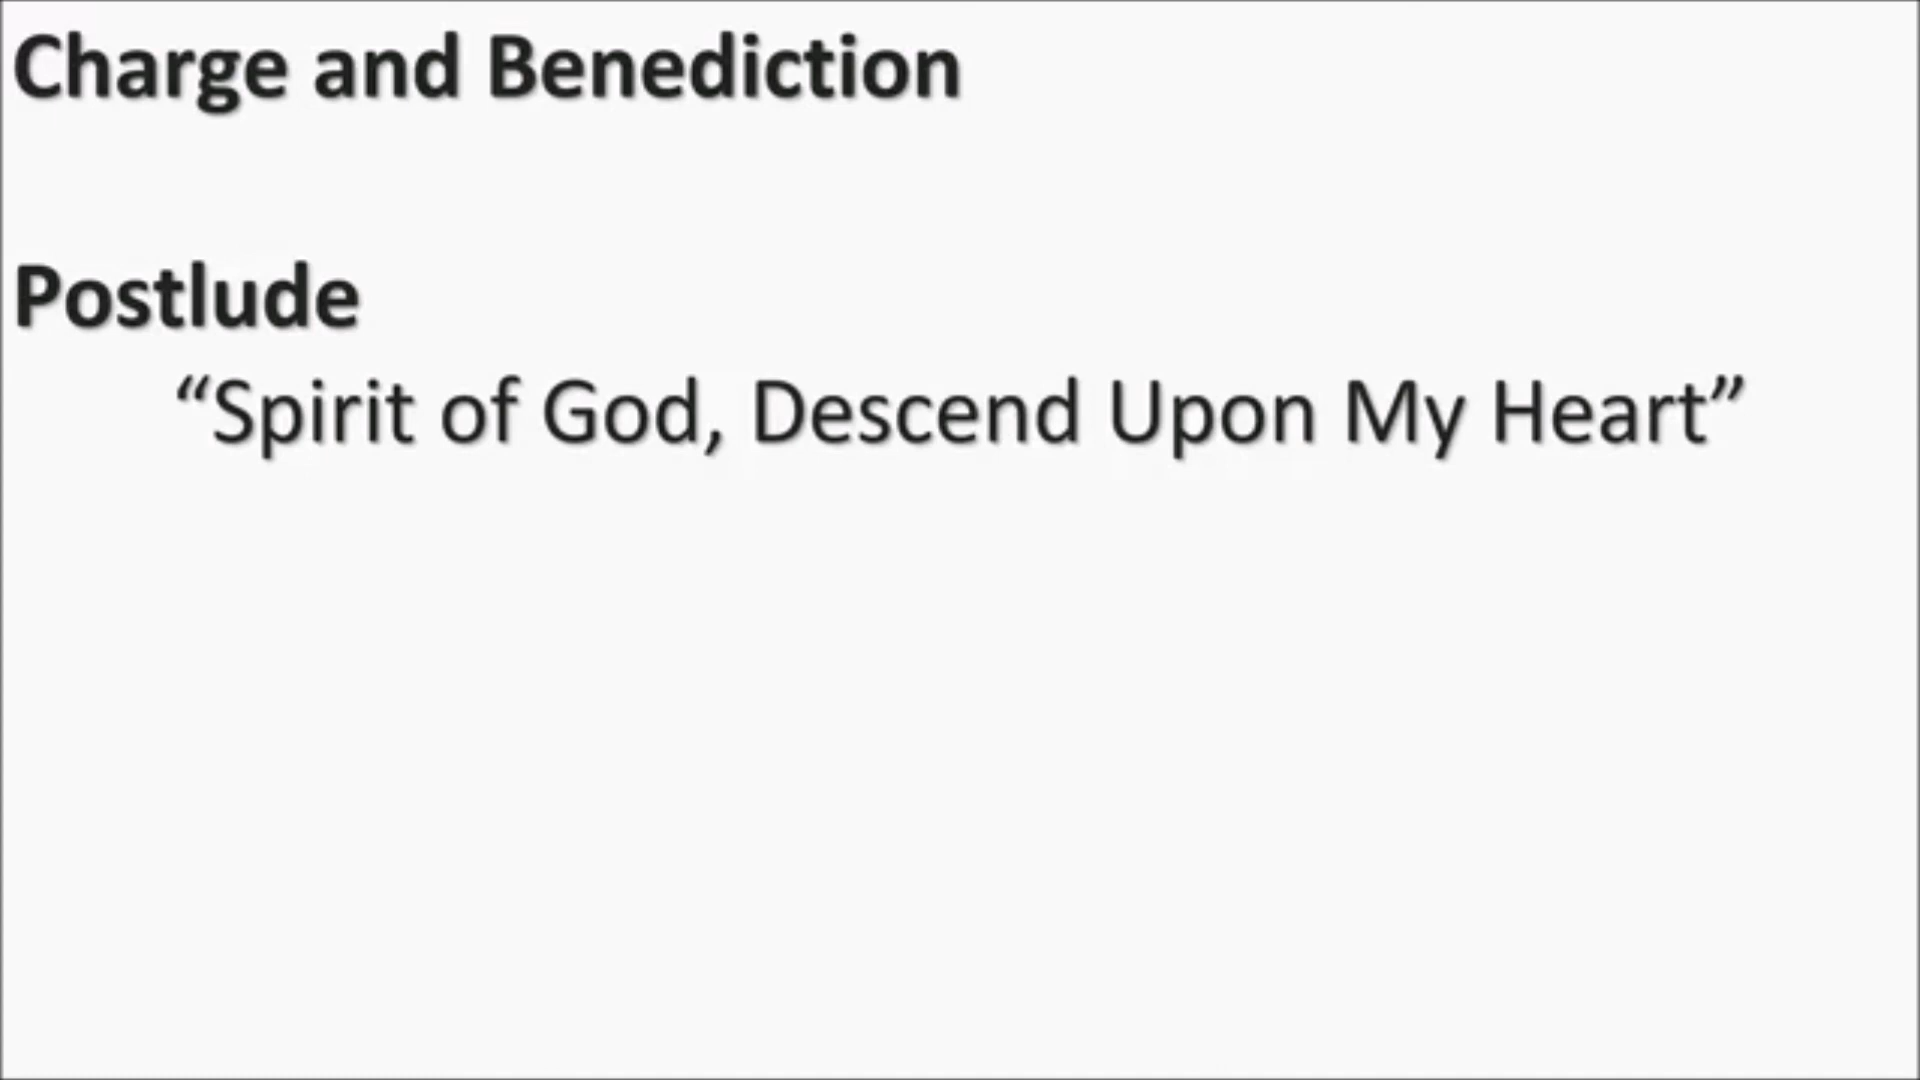 Charge and Benediction
Postlude
“Spirit of God, Descend Upon My Heart”